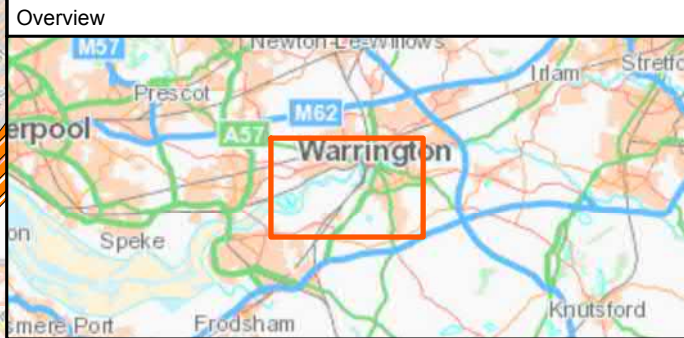 Overview
M57
Newton-Le-Willows
Irlam
Stretfo
Prescot
M62
erpool
A57
Warrington
on
Speke
Knutsford
smere Port
Frodsham